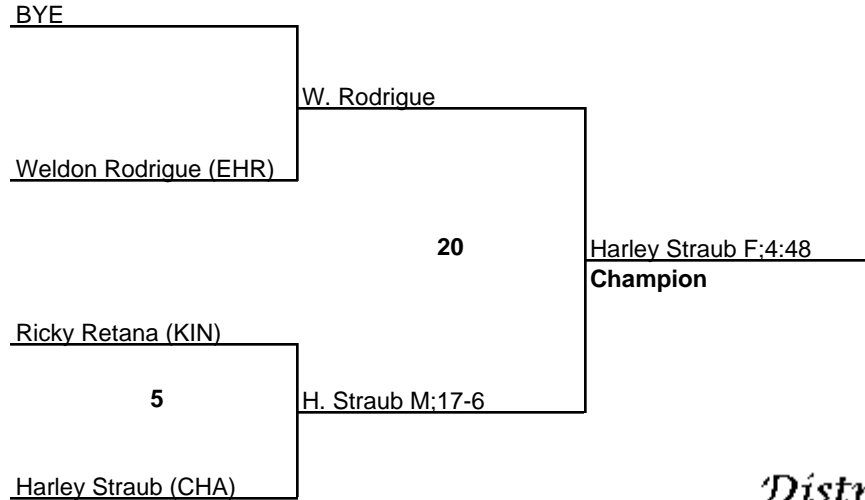 BYE
W. Rodrigue
Weldon Rodrigue (EHR)
20
Harley Straub F;4:48
Champion
Ricky Retana (KIN)
5
H. Straub M;17-6
Harley Straub (CHA)